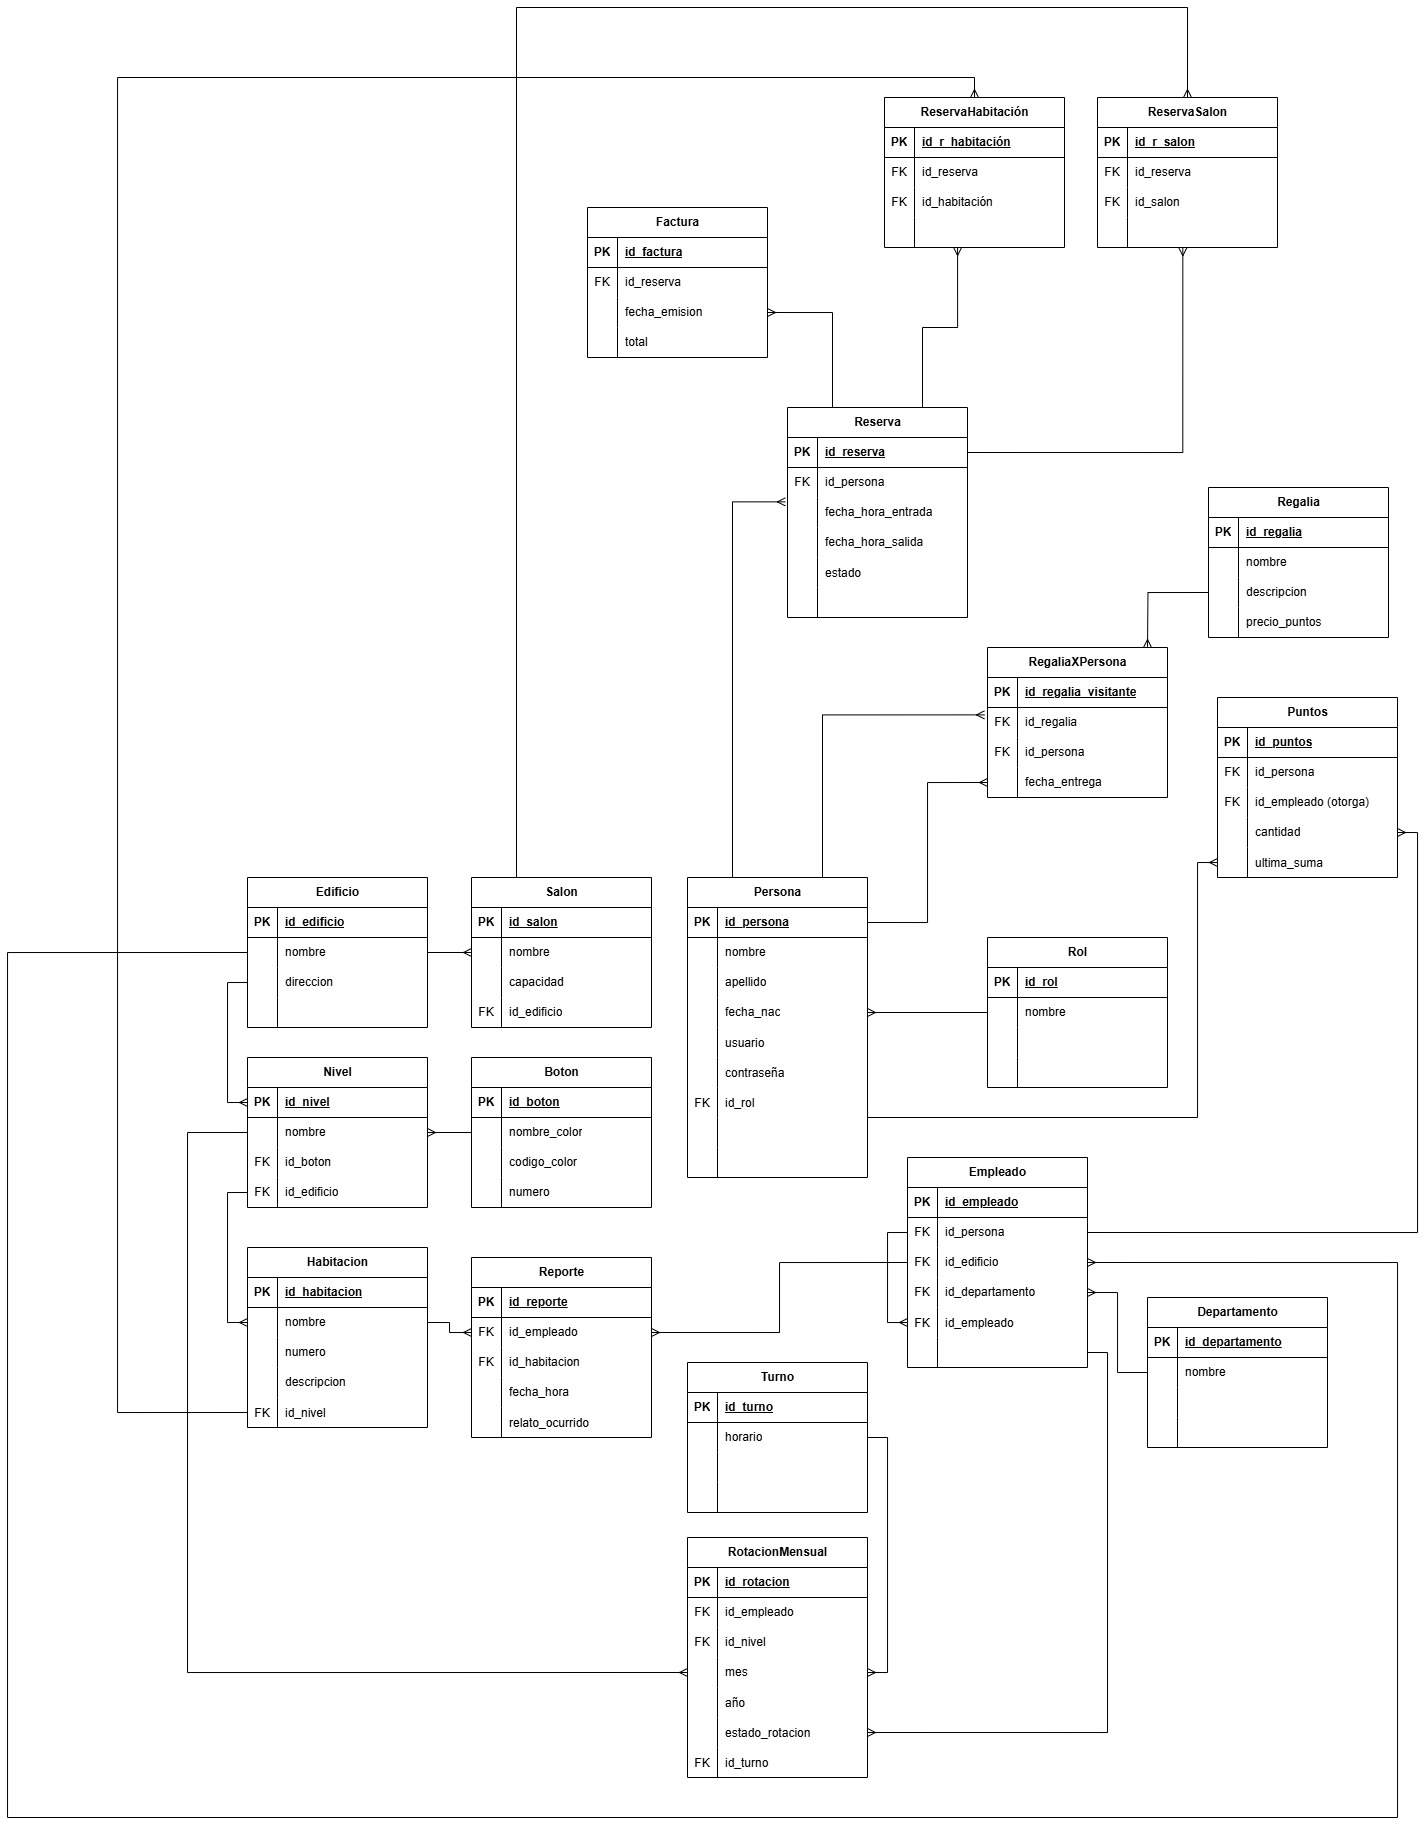 ReservaHabitación
PK id_r_habitación
FK id_reserva
FK id_habitación
ReservaSalon
PK id_r_salon
FK id_reserva
FK id_salon
Factura
PK id_factura
FK id_reserva
fecha_emision
total
Reserva
PK id_reserva
FK id_persona
fecha_hora_entrada
fecha_hora_salida
estado
Regalia
PK id_regalia
nombre
descripcion
precio_puntos
RegaliaXPersona
PK id_regalia_visitante
FK id_regalia
FK id_persona
fecha_entrega
Puntos
PK id_puntos
FK id_persona
FK id_empleado (otorga)
cantidad
ultima_suma
Edificio
PK id_edificio
nombre
direccion
Salon
PK id_salon
nombre
capacidad
FK id_edificio
Persona
PK id_persona
nombre
apellido
fecha_nac
usuario
contraseña
FK id_rol
Rol
PK id_rol
nombre
Nivel
PK id_nivel
nombre
FK id_boton
FK id_edificio
Boton
PK id_boton
nombre_color
codigo_color
numero
Empleado
PK id_empleado
FK id_persona
FK id_edificio
FK id_departamento
FK id_empleado
Habitacion
PK id_habitacion
nombre
numero
descripcion
FK id_nivel
Reporte
PK id_reporte
FK id_empleado
FK id_habitacion
fecha_hora
relato_ocurrido
Departamento
PK id_departamento
nombre
Turno
PK id_turno
horario
RotacionMensual
PK id_rotacion
FK id_empleado
FK id_nivel
mes
año
estado_rotacion
FK id_turno